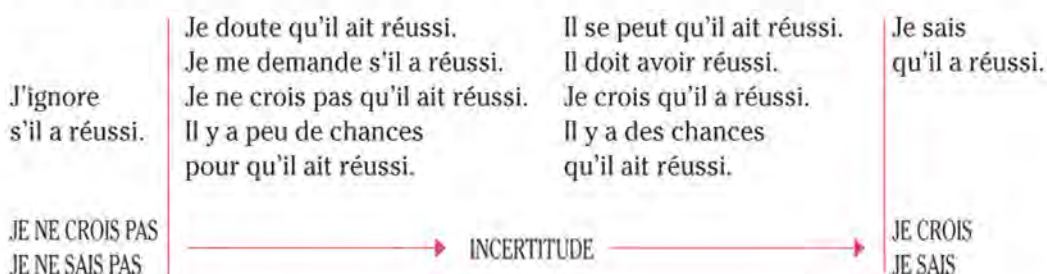 J'ignore
s'il a réussi.
Je doute qu'il ait réussi.
Je me demande s'il a réussi.
Je ne crois pas qu'il ait réussi.
Il y a peu de chances
pour qu'il ait réussi.
Il se peut qu'il ait réussi.
Il doit avoir réussi.
Je crois qu'il a réussi.
Il y a des chances
qu'il ait réussi.
Je sais
qu'il a réussi.
JE NE CROIS PAS
JE NE SAIS PAS
INCERTITUDE
JE CROIS
JE SAIS